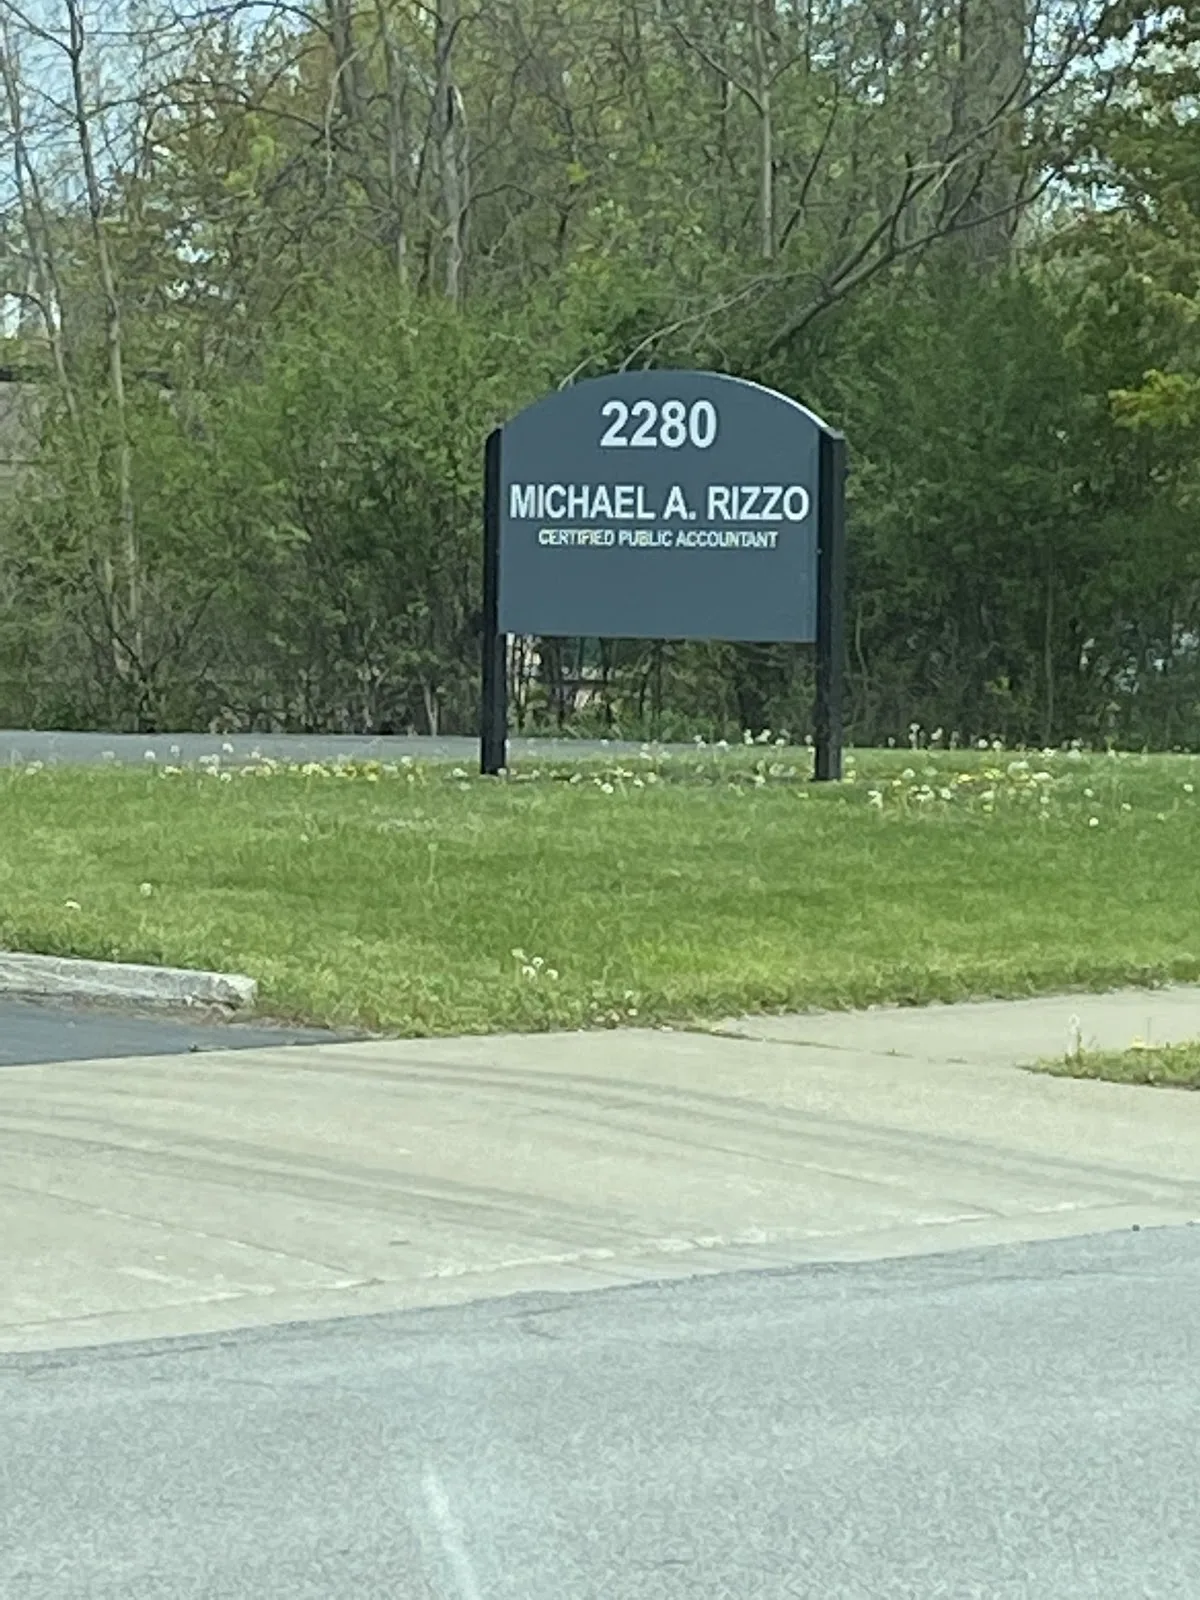 2280
MICHAEL A. RIZZO
CERTIFIED PUBLIC ACCOUNTANT